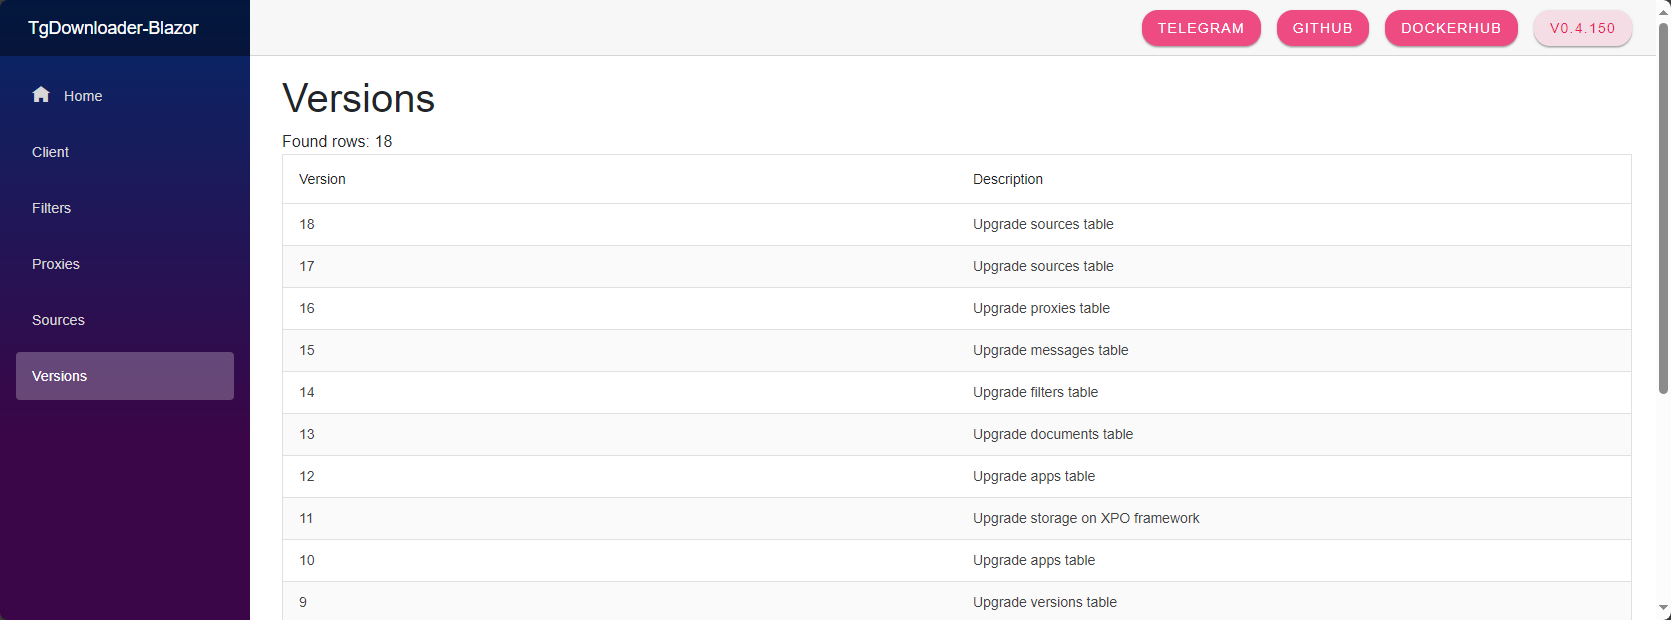 TgDownloader-Blazor
TELEGRAM GITHUB DOCKERHUB V0.4.150
Home
Client
Filters
Proxies
Sources
Versions
Versions
Found rows: 18
Version Description
18 Upgrade sources table
17 Upgrade sources table
16 Upgrade proxies table
15 Upgrade messages table
14 Upgrade filters table
13 Upgrade documents table
12 Upgrade apps table
11 Upgrade storage on XPO framework
10 Upgrade apps table
9 Upgrade versions table